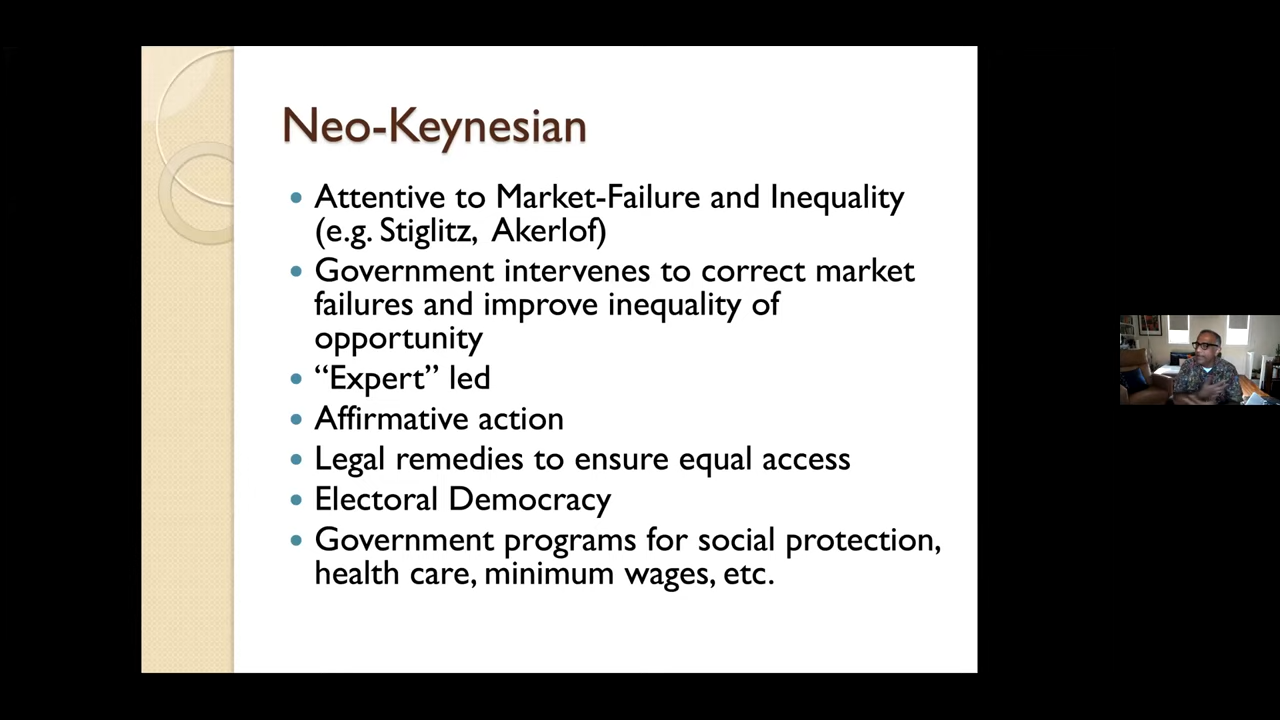 Neo-Keynesian
• Attentive to Market-Failure and Inequality
(e.g. Stiglitz, Akerlof)
• Government intervenes to correct market
failures and improve inequality of
opportunity
• “Expert” led
• Affirmative action
• Legal remedies to ensure equal access
• Electoral Democracy
• Government programs for social protection,
health care, minimum wages, etc.